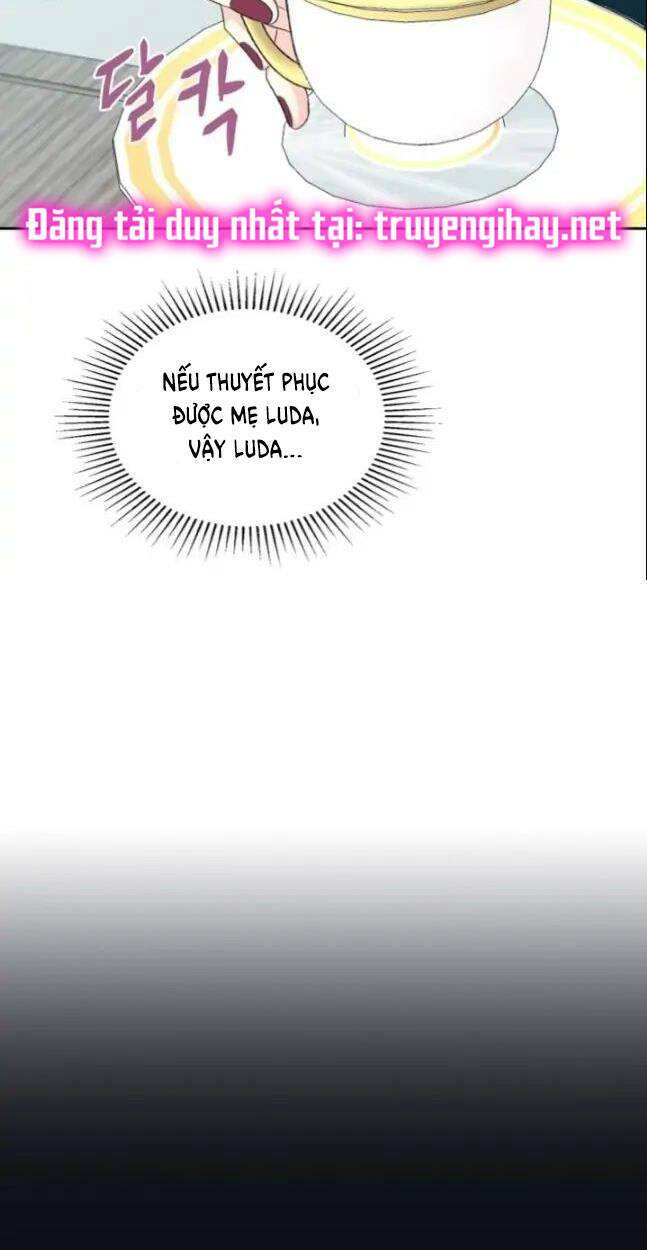 달칵
Đăng tải duy nhất tại: truyengihay.net
NẾU THUYẾT PHỤC
ĐƯỢC MẸ LUDA,
VẬY LUDA...